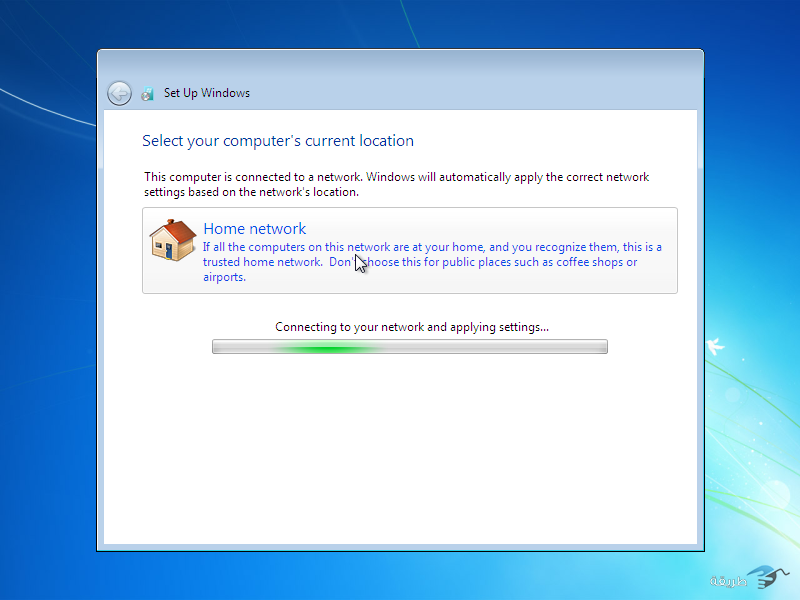 Set Up Windows
Select your computer's current location
This computer is connected to a network. Windows will automatically apply the correct network
settings based on the network's location.
Home network
If all the computers on this network are at your home, and you recognize them, this is a
trusted home network. Don't choose this for public places such as coffee shops or
airports.
Connecting to your network and applying settings...